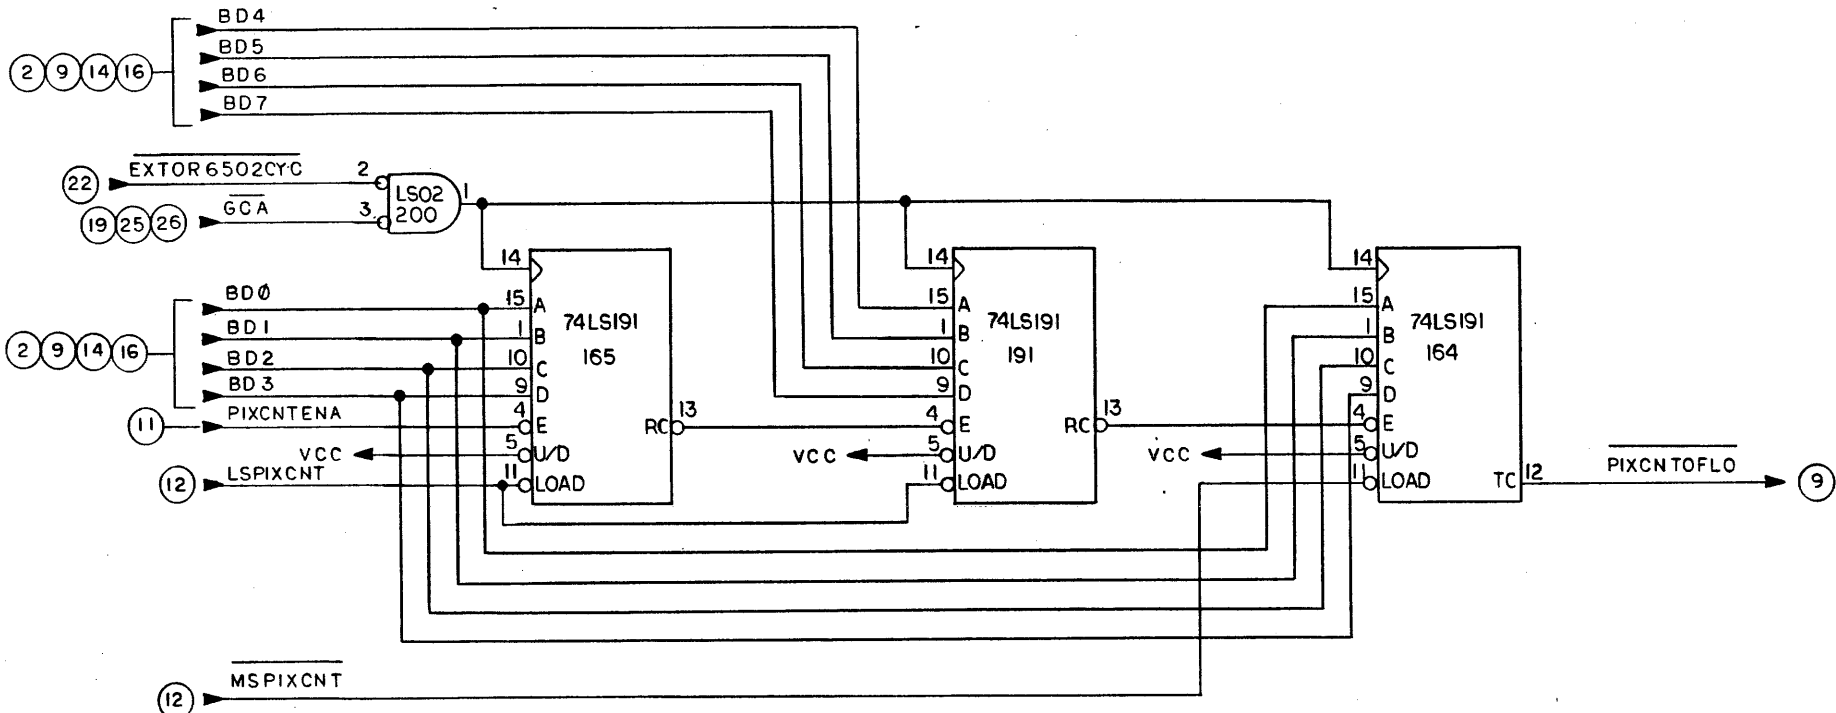 BD4
BD5
BD6
BD7
2 9 14 16
EXTOR6502CYC
22
2
GCA
19 25 26
3
LS02
200
1
14
14
14
BDØ
BD1
BD2
BD3
2 9 14 16
PIXCNTENA
11
VCC
LSPIXCNT
12
15 A
1 B
10 C
9 D
4 E
5 U/D
11 LOAD
74LS191
165
RC 13
VCC
15 A
1 B
10 C
9 D
4 E
5 U/D
11 LOAD
74LS191
191
RC 13
VCC
15 A
1 B
10 C
9 D
4 E
5 U/D
11 LOAD
74LS191
164
TC 12
PIXCNTOFLO
9
MSPIXCNT
12